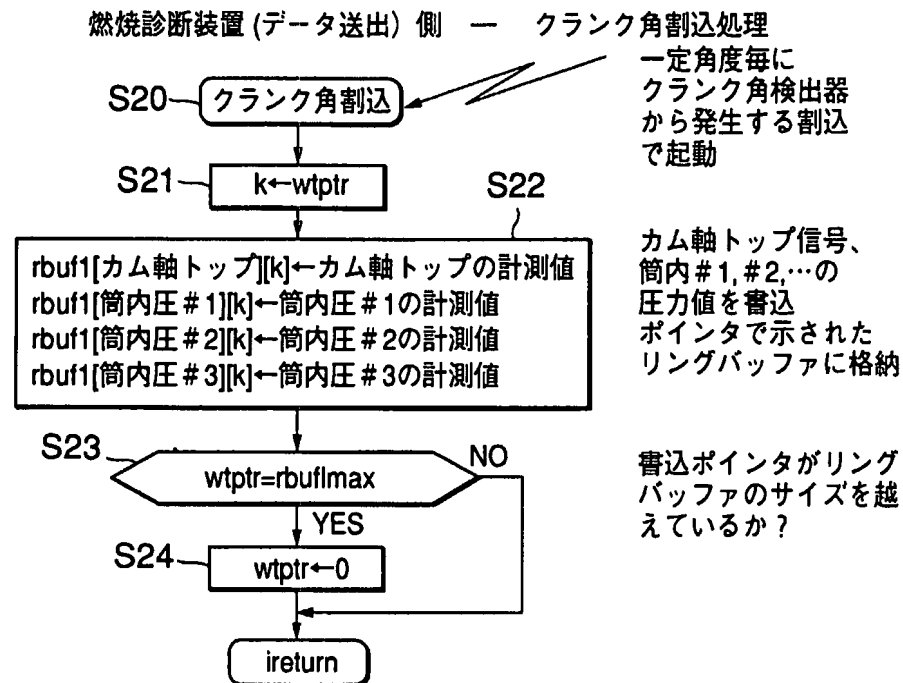 燃焼診断装置 (データ送出) 側 ― クランク角割込処理
一定角度毎に
クランク角検出器
から発生する割込
で起動
S20
クランク角割込
S21
k←wtptr
S22
rbuf1[カム軸トップ][k]←カム軸トップの計測値
rbuf1[筒内圧#1][k]←筒内圧#1の計測値
rbuf1[筒内圧#2][k]←筒内圧#2の計測値
rbuf1[筒内圧#3][k]←筒内圧#3の計測値
カム軸トップ信号、
筒内#1,#2,…の
圧力値を書込
ポインタで示された
リングバッファに格納
S23
wtptr=rbuflmax
NO
YES
書込ポインタがリング
バッファのサイズを越
えているか?
S24
wtptr←0
ireturn